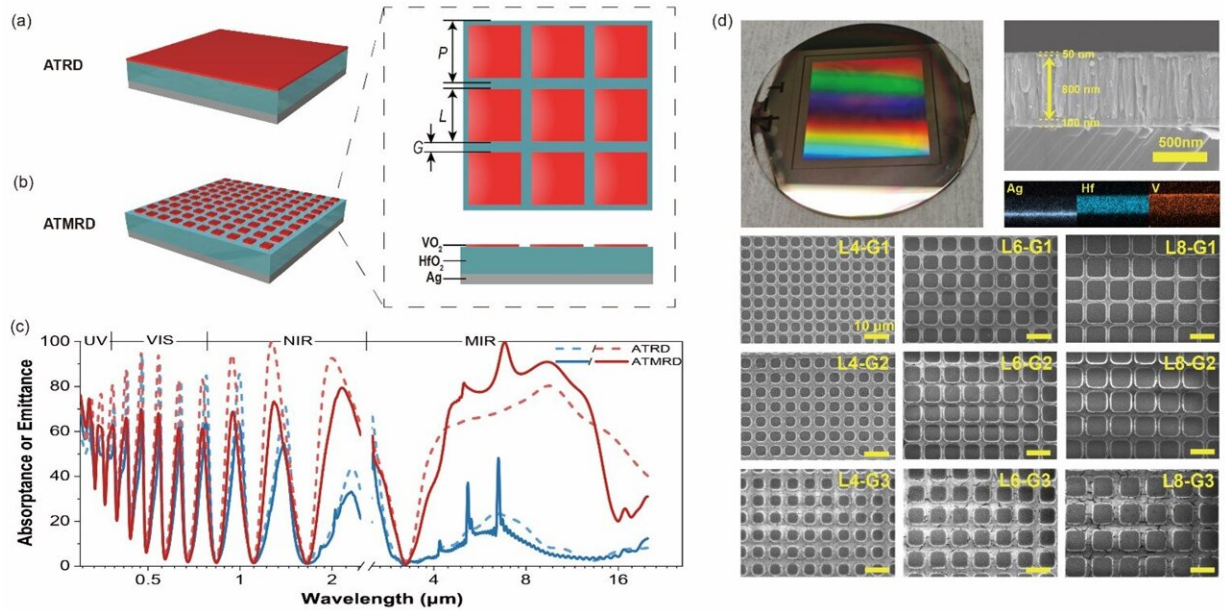 (a)
ATRD
(b)
ATMRD
P
L
G
VO2
HfO2
Ag
(c)
UV
VIS
NIR
MIR
ATRD
ATMRD
100
80
60
40
20
0
Absorptance or Emittance
0.5
1
2
4
8
16
Wavelength (μm)
(d)
50 nm
800 nm
100 nm
500nm
Ag
Hf
V
L4-G1
10 μm
L6-G1
L8-G1
L4-G2
L6-G2
L8-G2
L4-G3
L6-G3
L8-G3